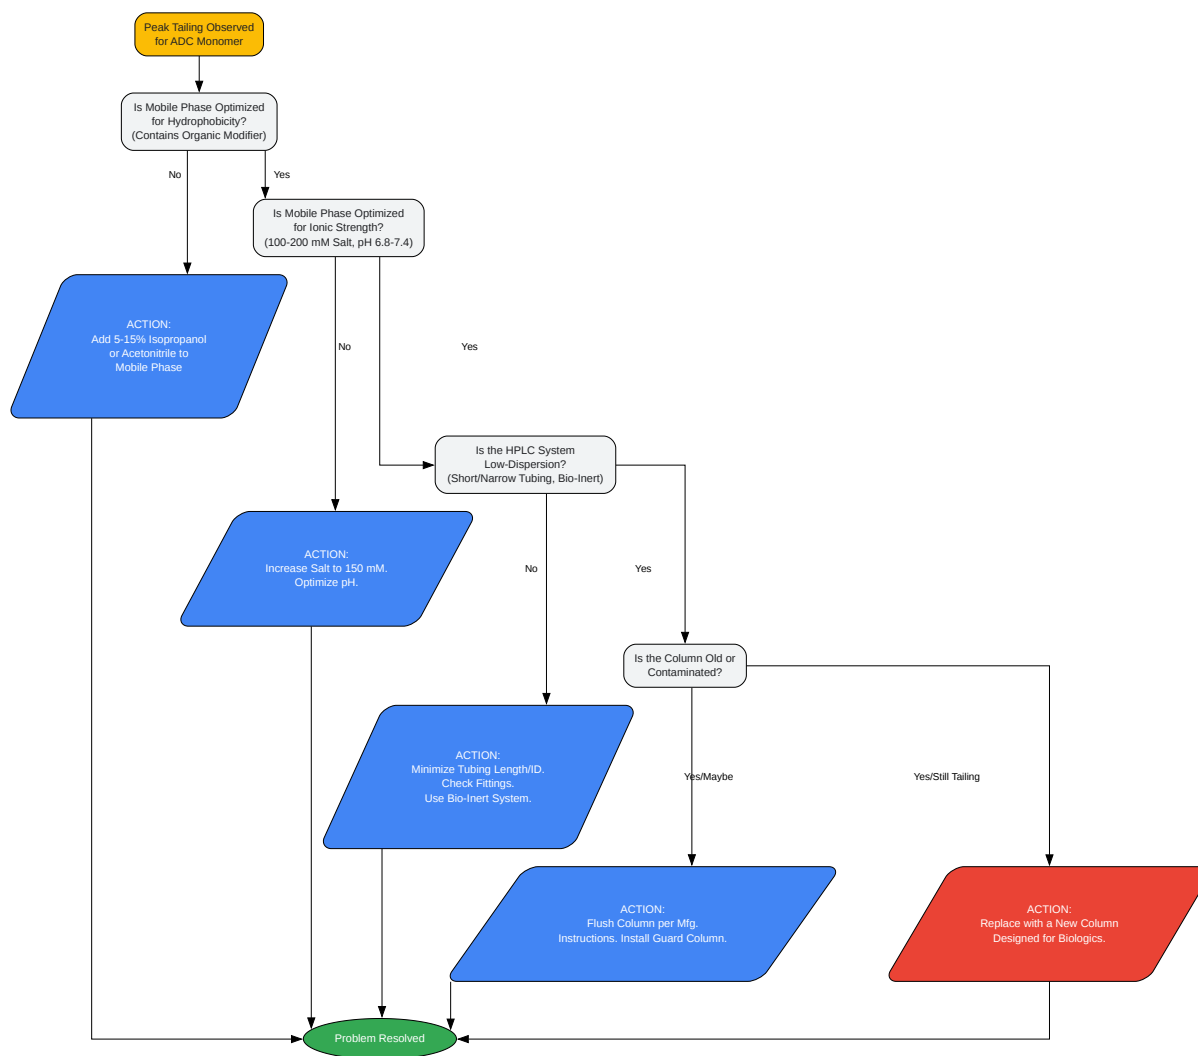 Peak Tailing Observed
for ADC Monomer
Is Mobile Phase Optimized
for Hydrophobicity?
(Contains Organic Modifier)
No
Yes
Is Mobile Phase Optimized
for Ionic Strength?
(100-200 mM Salt, pH 6.8-7.4)
ACTION:
Add 5-15% Isopropanol
or Acetonitrile to
Mobile Phase
No
Yes
Is the HPLC System
Low-Dispersion?
(Short/Narrow Tubing, Bio-Inert)
ACTION:
Increase Salt to 150 mM.
Optimize pH.
No
Yes
Is the Column Old or
Contaminated?
ACTION:
Minimize Tubing Length/ID.
Check Fittings.
Use Bio-Inert System.
Yes/Maybe
Yes/Still Tailing
ACTION:
Flush Column per Mfg.
Instructions. Install Guard Column.
ACTION:
Replace with a New Column
Designed for Biologics.
Problem Resolved